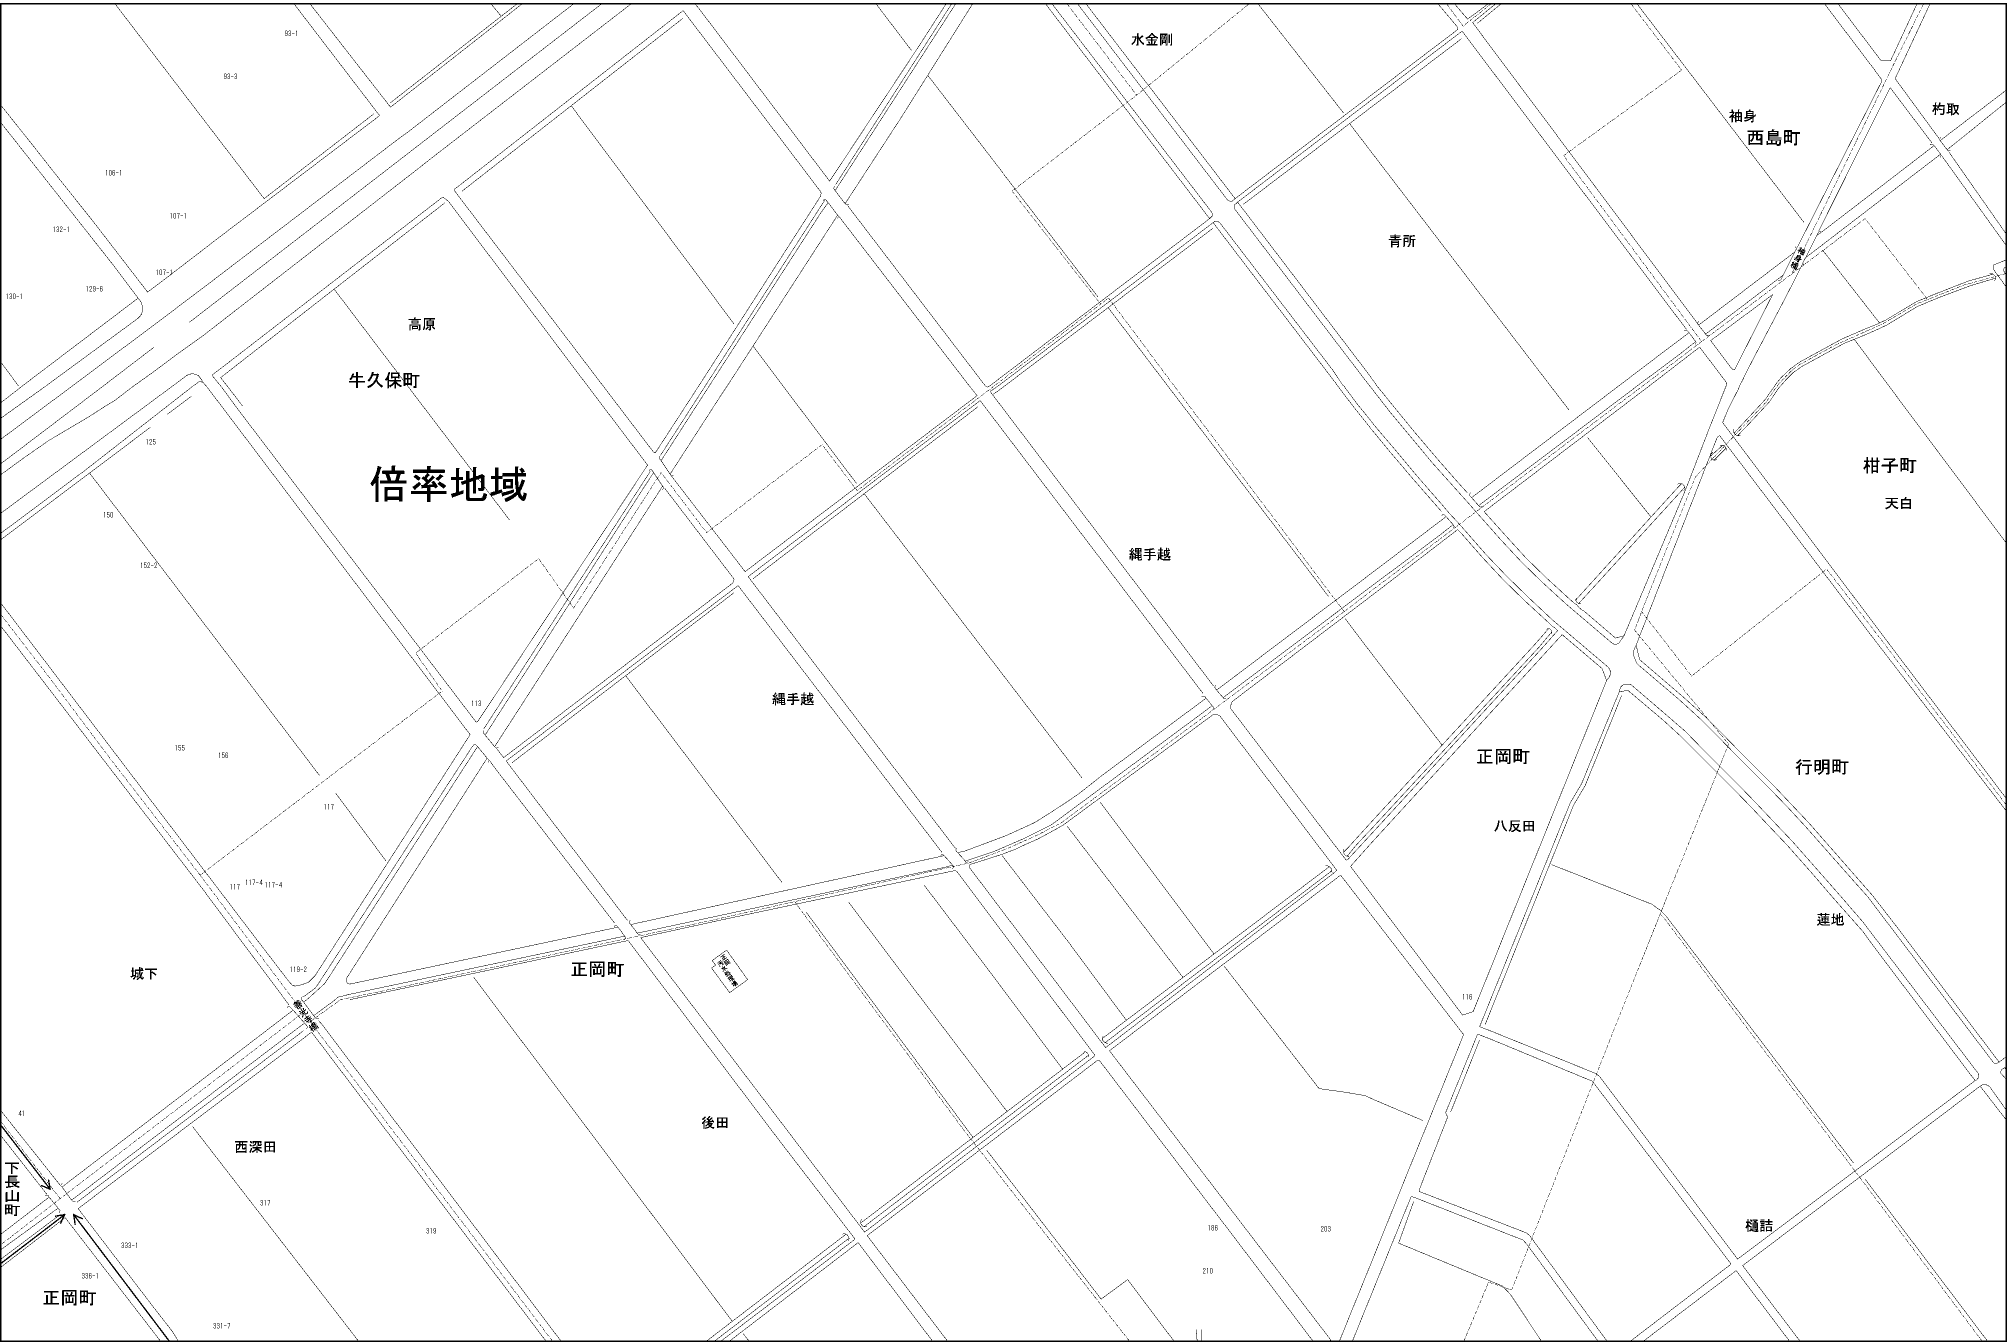 93-1
水金剛
93-3
杓取
袖身
西島町
106-1
107-1
132-1
青所
107-1
129-6
130-1
高原
牛久保町
125
柑子町
倍率地域
天白
150
152-2
縄手越
縄手越
113
155
156
正岡町
行明町
117
八反田
117
117-4
117-4
蓮地
119-2
城下
正岡町
116
41
後田
西深田
下長山町
317
319
186
203
樋詰
333-1
210
336-1
正岡町
331-7